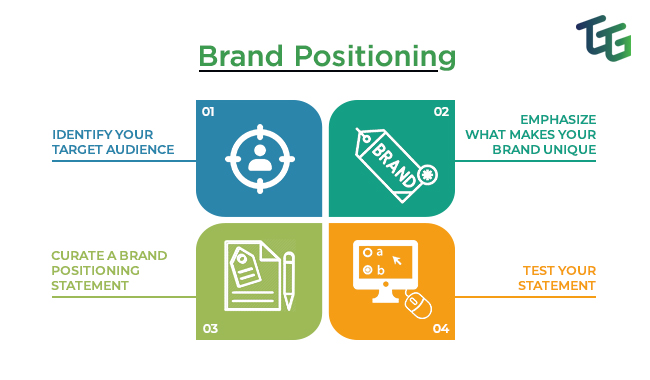 TGG
Brand Positioning
01
IDENTIFY YOUR
TARGET AUDIENCE
02
EMPHASIZE
WHAT MAKES YOUR
BRAND UNIQUE
BRAND
CURATE A BRAND
POSITIONING
STATEMENT
03
a
b
TEST YOUR
STATEMENT
04